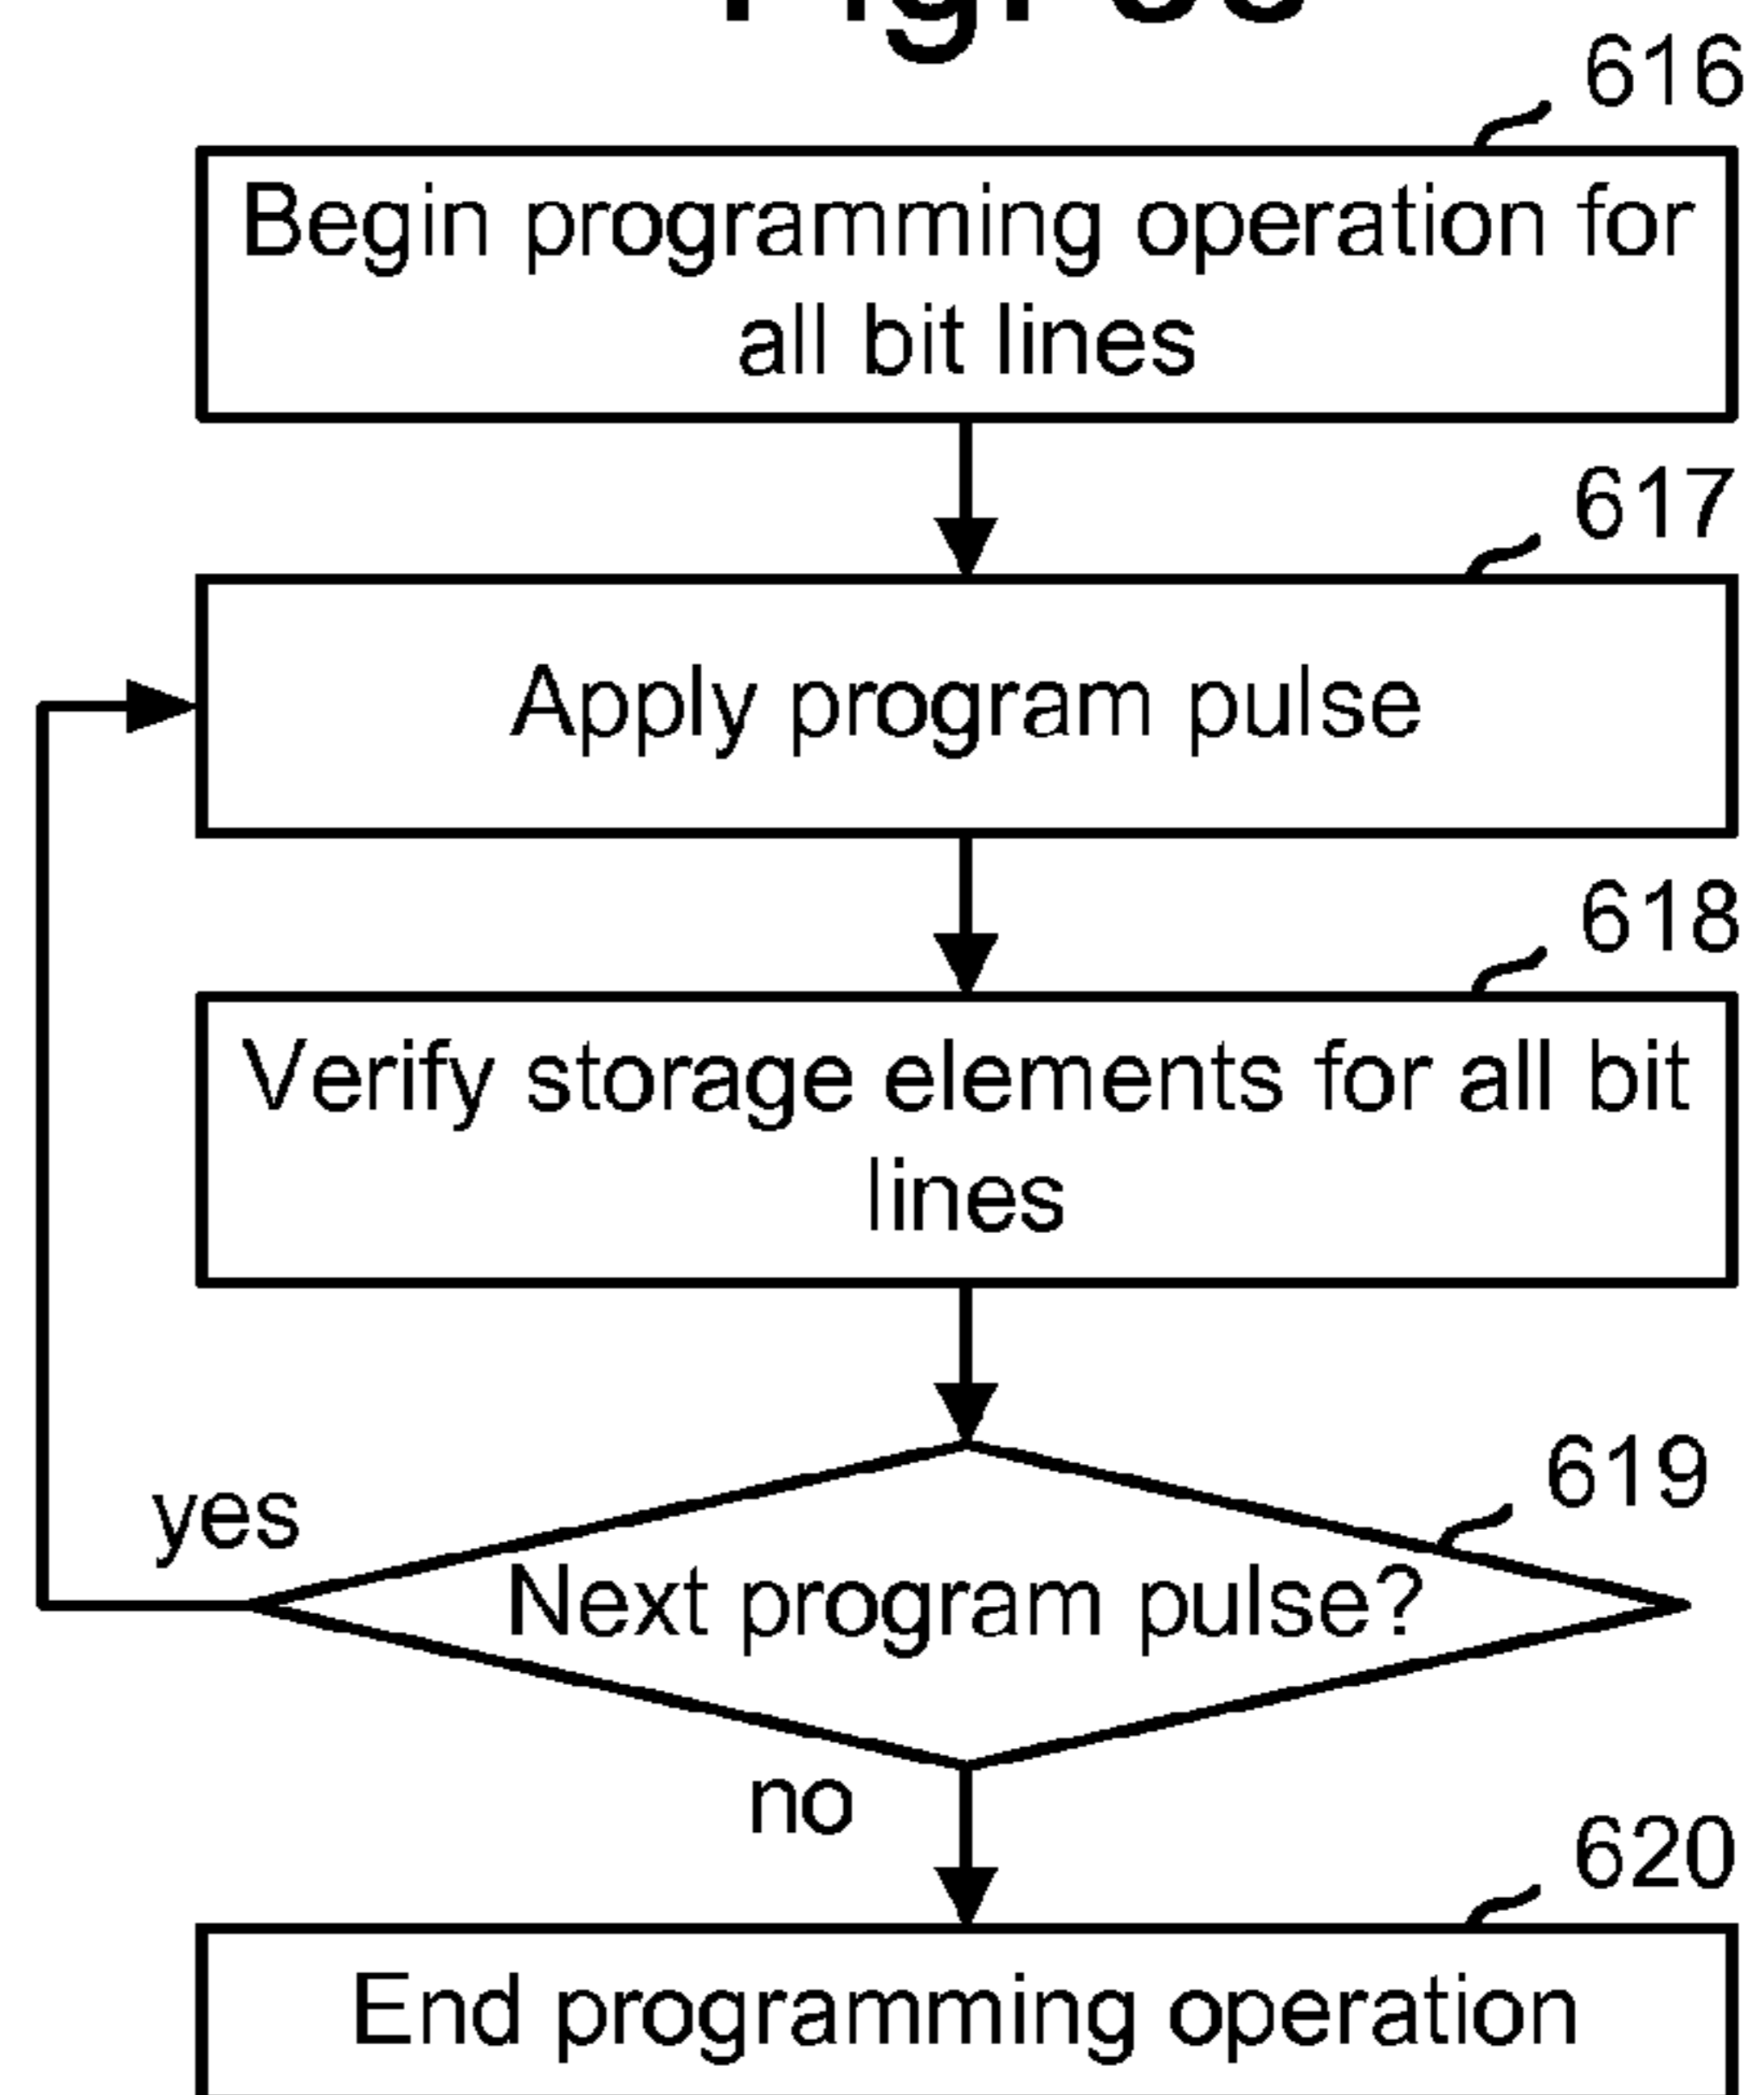 616
Begin programming operation for
all bit lines
617
Apply program pulse
618
Verify storage elements for all bit
lines
619
yes
Next program pulse?
no
620
End programming operation